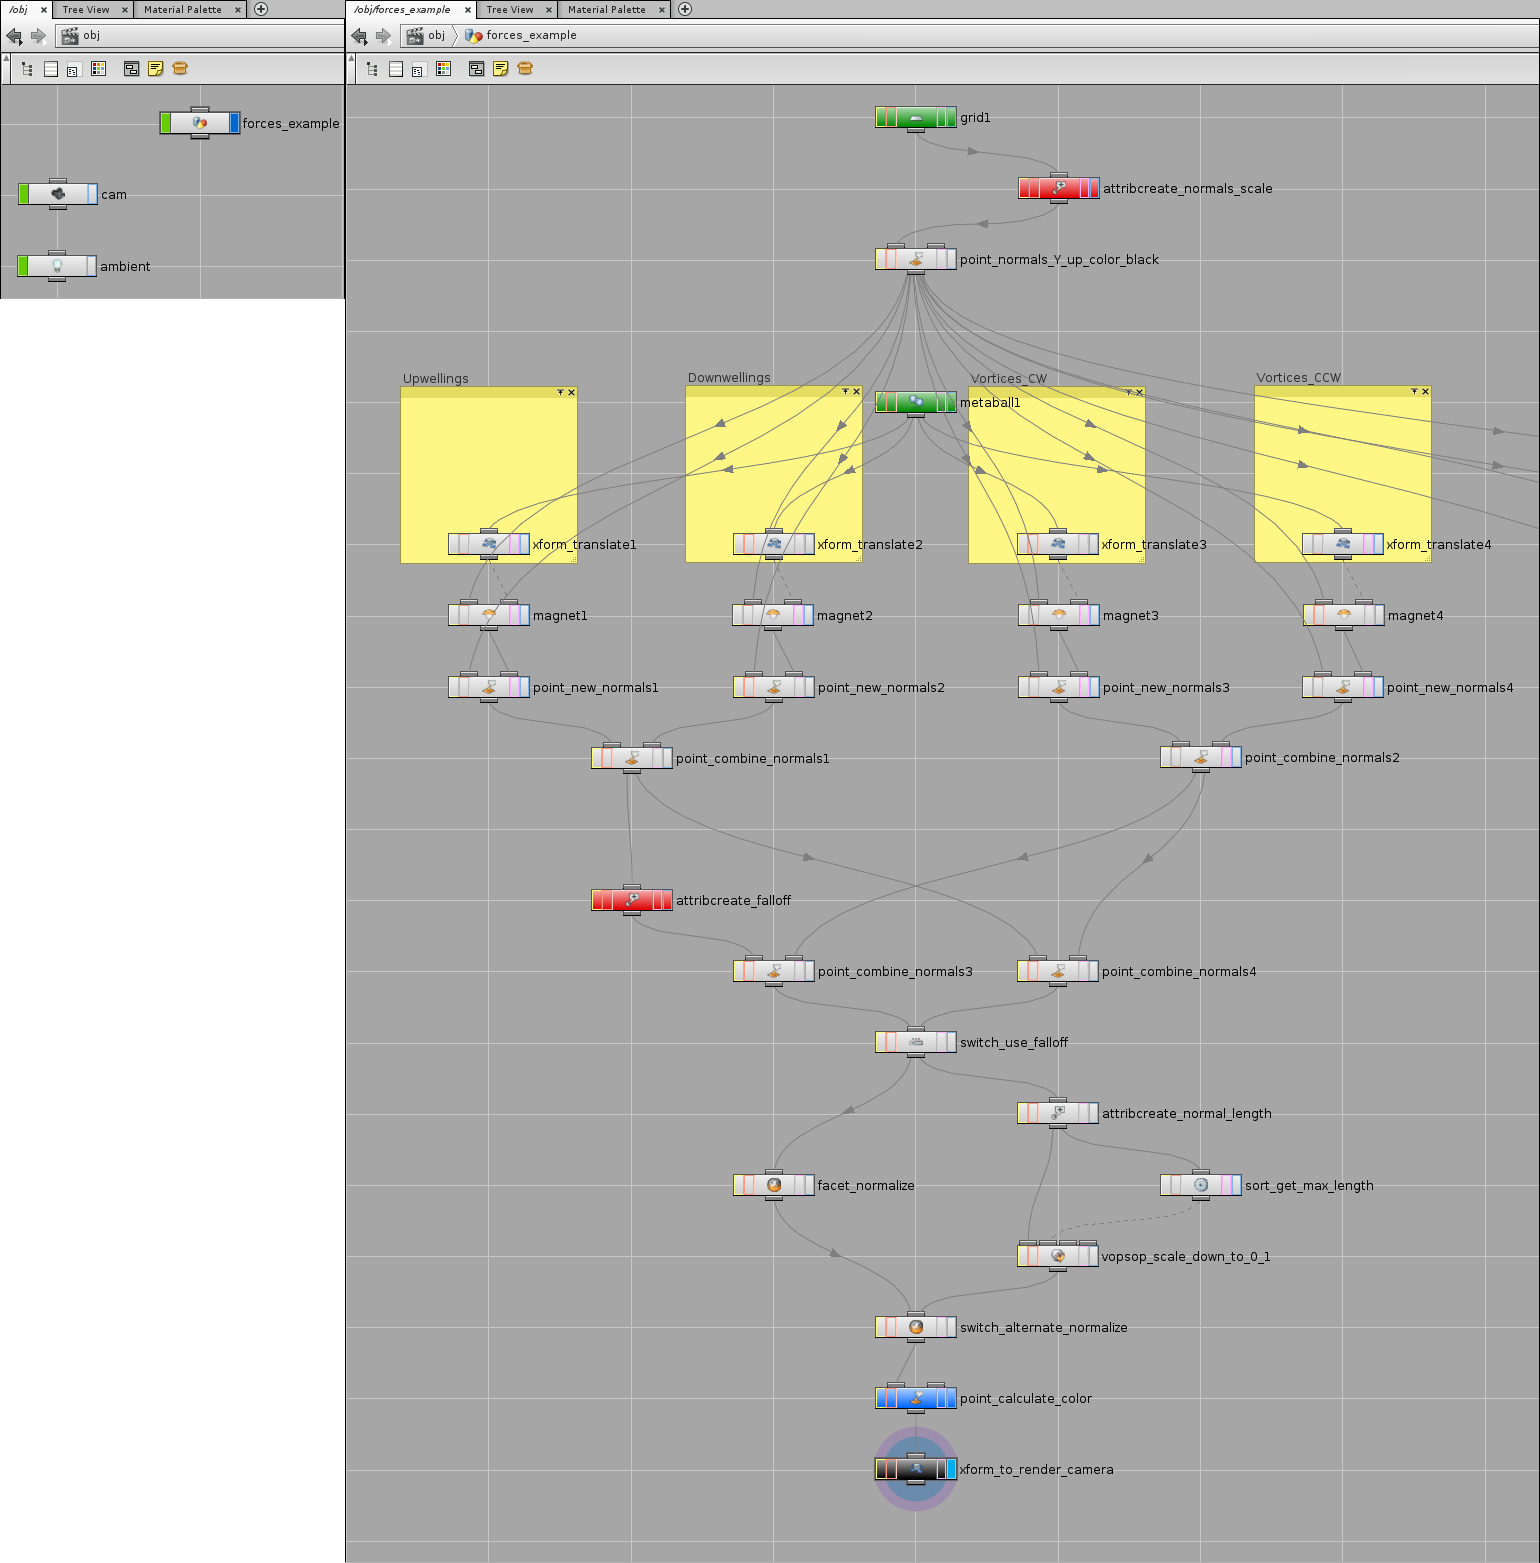 /obj
Tree View
Material Palette
obj
forces_example
cam
ambient
/obj/forces_example
Tree View
Material Palette
obj forces_example
grid1
attribcreate_normals_scale
point_normals_Y_up_color_black
Upwellings
Downwellings
Vortices_CW
Vortices_CCW
metaball1
xform_translate1
xform_translate2
xform_translate3
xform_translate4
magnet1
magnet2
magnet3
magnet4
point_new_normals1
point_new_normals2
point_new_normals3
point_new_normals4
point_combine_normals1
point_combine_normals2
attribcreate_falloff
point_combine_normals3
point_combine_normals4
switch_use_falloff
attribcreate_normal_length
facet_normalize
sort_get_max_length
vopsop_scale_down_to_0_1
switch_alternate_normalize
point_calculate_color
xform_to_render_camera